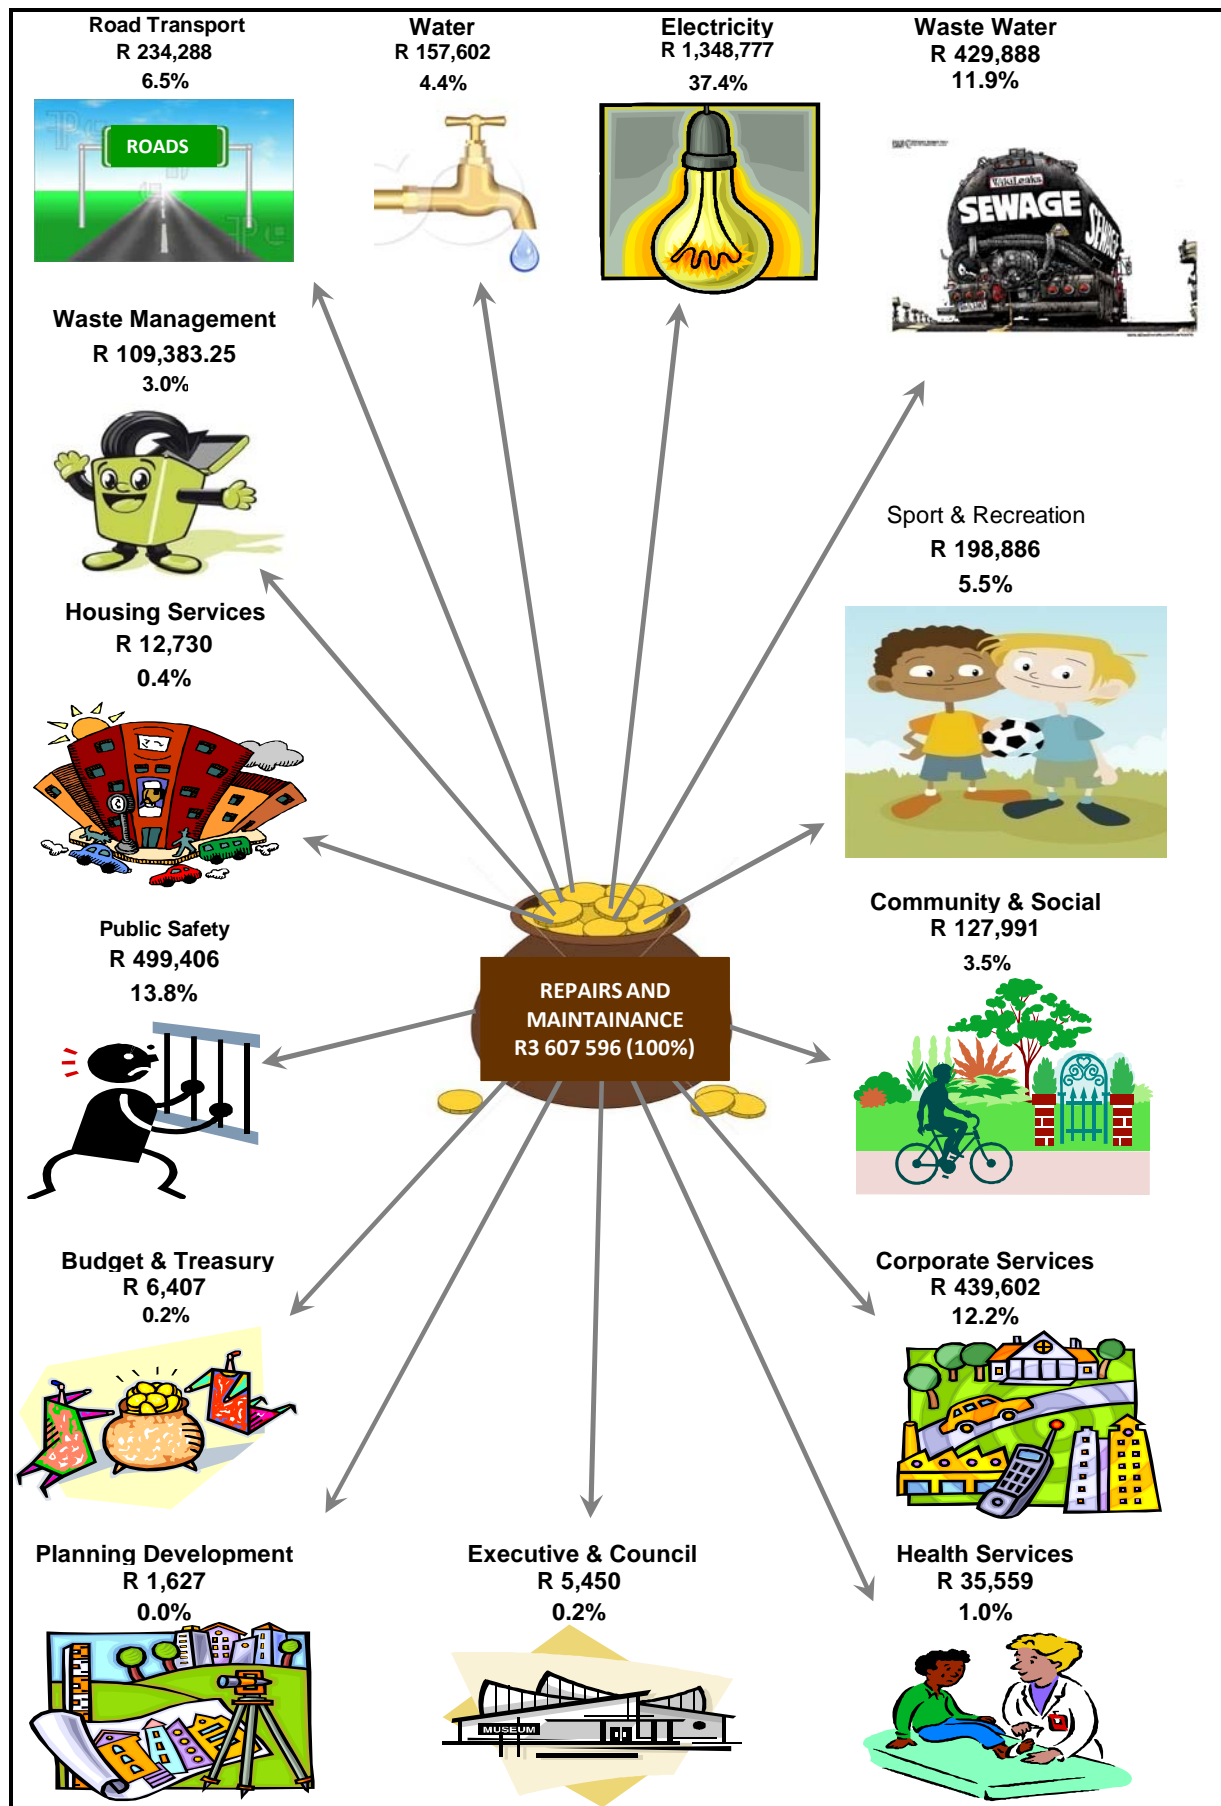 Road Transport
R 234,288
6.5%
Water
R 157,602
4.4%
Electricity
R 1,348,777
37.4%
Waste Water
R 429,888
11.9%
ROADS
WikiLeaks
SEWAGE
SEWAGE
Waste Management
R 109,383.25
3.0%
Sport & Recreation
R 198,886
5.5%
Housing Services
R 12,730
0.4%
Community & Social
R 127,991
3.5%
Public Safety
R 499,406
13.8%
REPAIRS AND
MAINTAINANCE
R3 607 596 (100%)
Budget & Treasury
R 6,407
0.2%
Corporate Services
R 439,602
12.2%
Planning Development
R 1,627
0.0%
Executive & Council
R 5,450
0.2%
MUSEUM
Health Services
R 35,559
1.0%